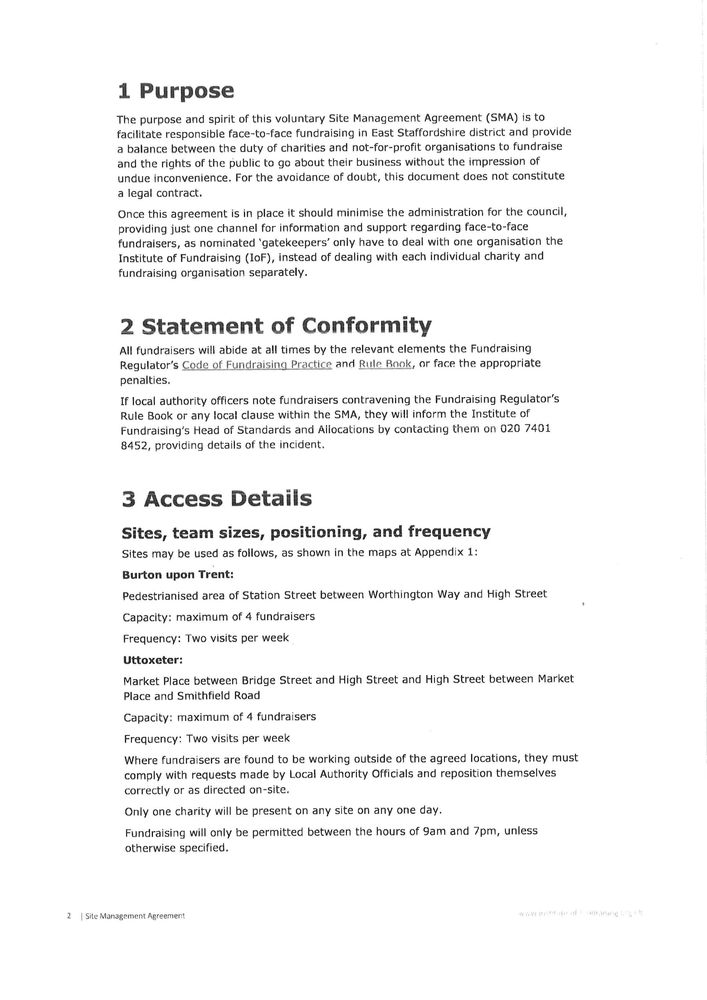 1 Purpose
The purpose and spirit of this voluntary Site Management Agreement (SMA) is to
facilitate responsible face-to-face fundraising in East Staffordshire district and provide
a balance between the duty of charities and not-for-profit organisations to fundraise
and the rights of the public to go about their business without the impression of
undue inconvenience. For the avoidance of doubt, this document does not constitute
a legal contract.
Once this agreement is in place it should minimise the administration for the council,
providing just one channel for information and support regarding face-to-face
fundraisers, as nominated ‘gatekeepers’ only have to deal with one organisation the
Institute of Fundraising (IoF), instead of dealing with each individual charity and
fundraising organisation separately.
2 Statement of Conformity
All fundraisers will abide at all times by the relevant elements the Fundraising
Regulator’s Code of Fundraising Practice and Rule Book, or face the appropriate
penalties.
If local authority officers note fundraisers contravening the Fundraising Regulator’s
Rule Book or any local clause within the SMA, they will inform the Institute of
Fundraising’s Head of Standards and Allocations by contacting them on 020 7401
8452, providing details of the incident.
3 Access Details
Sites, team sizes, positioning, and frequency
Sites may be used as follows, as shown in the maps at Appendix 1:
Burton upon Trent:
Pedestrianised area of Station Street between Worthington Way and High Street
Capacity: maximum of 4 fundraisers
Frequency: Two visits per week
Uttoxeter:
Market Place between Bridge Street and High Street and High Street between Market
Place and Smithfield Road
Capacity: maximum of 4 fundraisers
Frequency: Two visits per week
Where fundraisers are found to be working outside of the agreed locations, they must
comply with requests made by Local Authority Officials and reposition themselves
correctly or as directed on-site.
Only one charity will be present on any site on any one day.
Fundraising will only be permitted between the hours of 9am and 7pm, unless
otherwise specified.
2 | Site Management Agreement